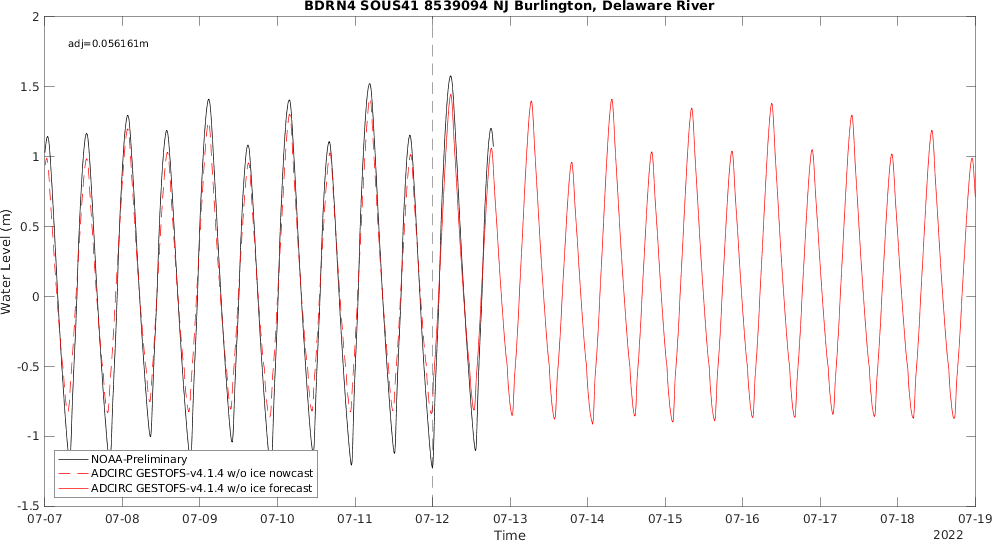 BDRN4 SOUS41 8539094 NJ Burlington, Delaware River
adj=0.056161m
2
1.5
1
0.5
0
-0.5
-1
-1.5
Water Level (m)
NOAA-Preliminary
ADCIRC GESTOFS-v4.1.4 w/o ice nowcast
ADCIRC GESTOFS-v4.1.4 w/o ice forecast
07-07 07-08 07-09 07-10 07-11 07-12 07-13 07-14 07-15 07-16 07-17 07-18 07-19
Time
2022